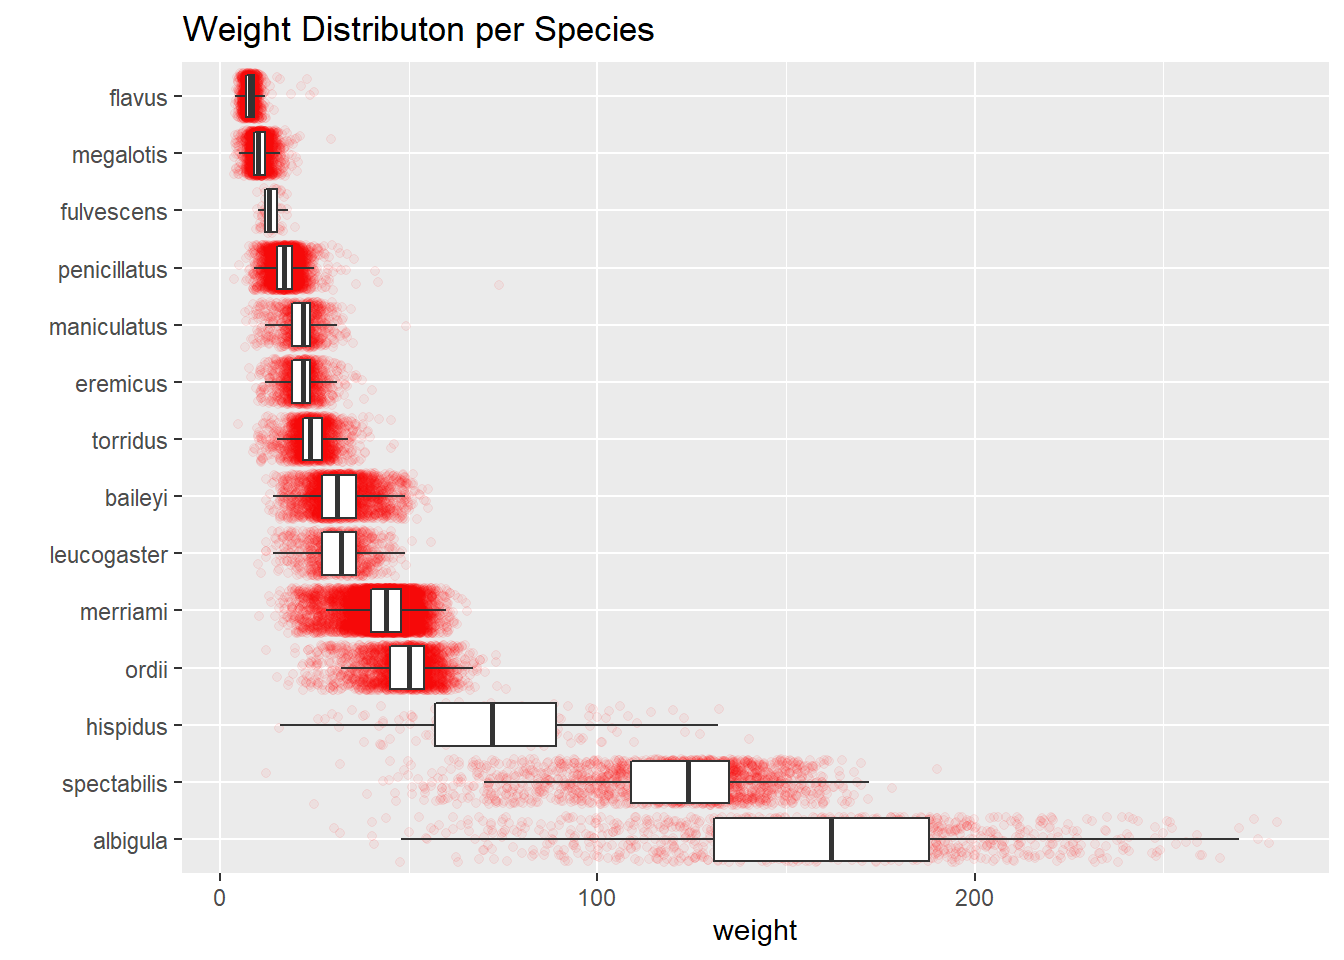 Weight Distributon per Species
flavus
megalotis
fulvescens
penicillatus
maniculatus
eremicus
torridus
baileyi
leucogaster
merriami
ordii
hispidus
spectabilis
albigula
0 100 200
weight